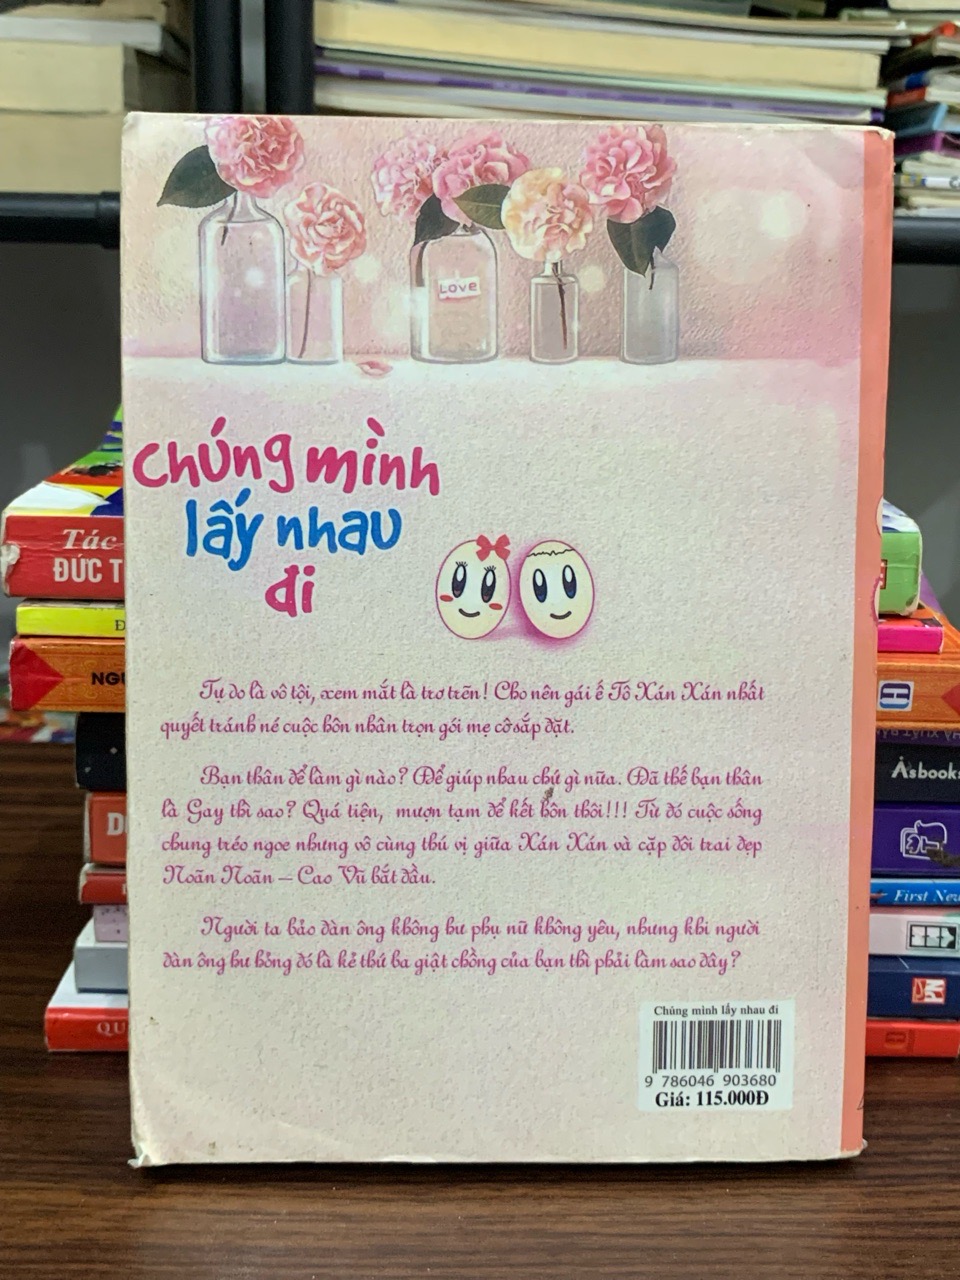 Love
Chúng mình
lấy nhau
đi
Tự do là vô tội, xem mắt là trơ trẽn! Cho nên gái ế Tô Xán Xán nhất
quyết tránh né cuộc hôn nhân trọn gói mẹ cô sắp đặt.
Bạn thân để làm gì nào? Để giúp nhau chứ gì nữa. Đã thế bạn thân
là Gay thì sao? Quá tiện, mượn tạm để kết hôn thôi!!! Từ đó cuộc sống
chung tréo ngoe nhưng vô cùng thú vị giữa Xán Xán và cặp đôi trai đẹp
Noãn Noãn – Cao Vũ bắt đầu.
Người ta bảo đàn ông không hư phụ nữ không yêu, nhưng khi người
đàn ông hư hỏng đó là kẻ thứ ba giật chồng của bạn thì phải làm sao đây?
Chúng mình lấy nhau đi
9 786046 903680
Giá: 115.000Đ
Tác
ĐỨC T
Đ
NGU
D
QU
Asbooks
First New